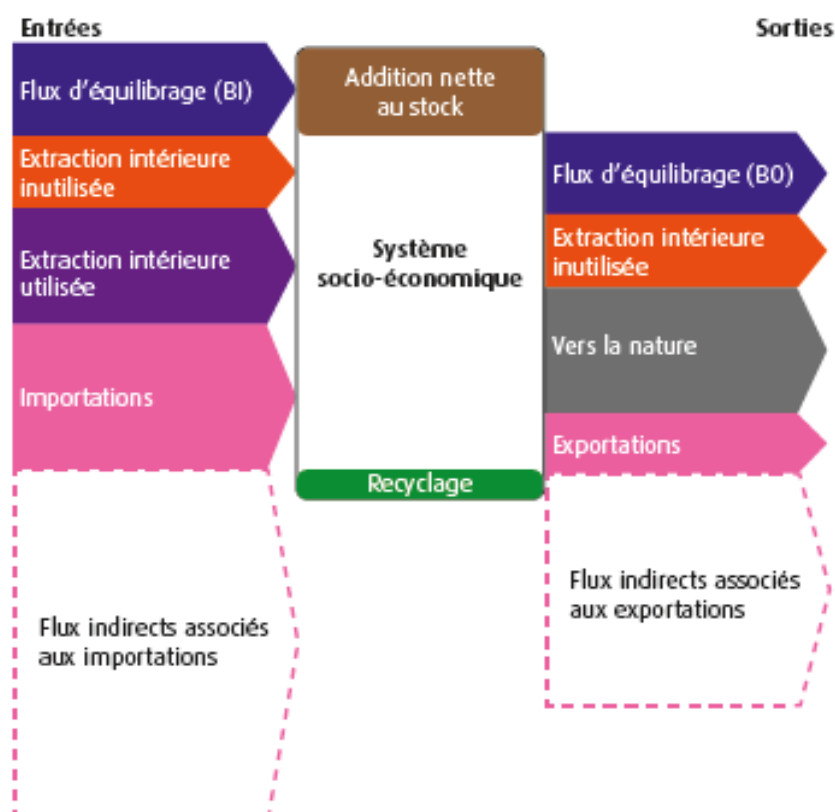 Entrées
Sorties
Flux d'équilibrage (BI)
Extraction intérieure
inutilisée
Extraction intérieure
utilisée
Importations
Flux indirects associés
aux importations
Addition nette
au stock
Système
socio-économique
Recyclage
Flux d'équilibrage (BO)
Extraction intérieure
inutilisée
Vers la nature
Exportations
Flux indirects associés
aux exportations